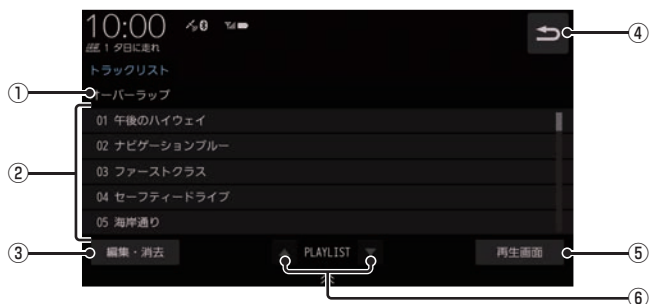 10:00
1 夕日に走れ
④
トラックリスト
① オーバーラップ
②
01 午後のハイウェイ
02 ナビゲーションブルー
03 ファーストクラス
04 セーフティードライブ
05 海岸通り
③ 編集・消去
PLAYLIST
再生画面 ⑤
⑥